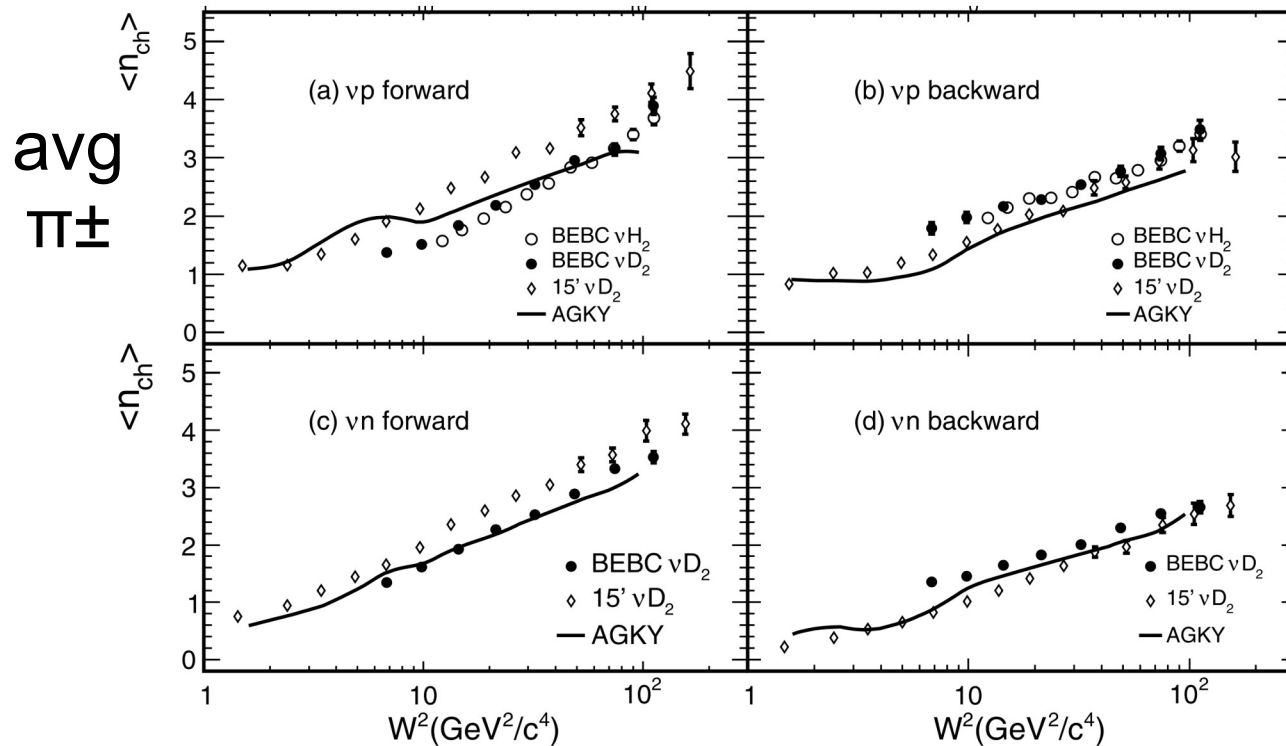 avg
π±
<n_ch>
5
4
3
2
1
0
(a) νp forward
BEBC νH₂
BEBC νD₂
15' νD₂
AGKY
(b) νp backward
BEBC νH₂
BEBC νD₂
15' νD₂
AGKY
<n_ch>
5
4
3
2
1
0
(c) νn forward
BEBC νD₂
15' νD₂
AGKY
(d) νn backward
BEBC νD₂
15' νD₂
AGKY
1 10 10² 1 10 10²
W²(GeV²/c⁴) W²(GeV²/c⁴)